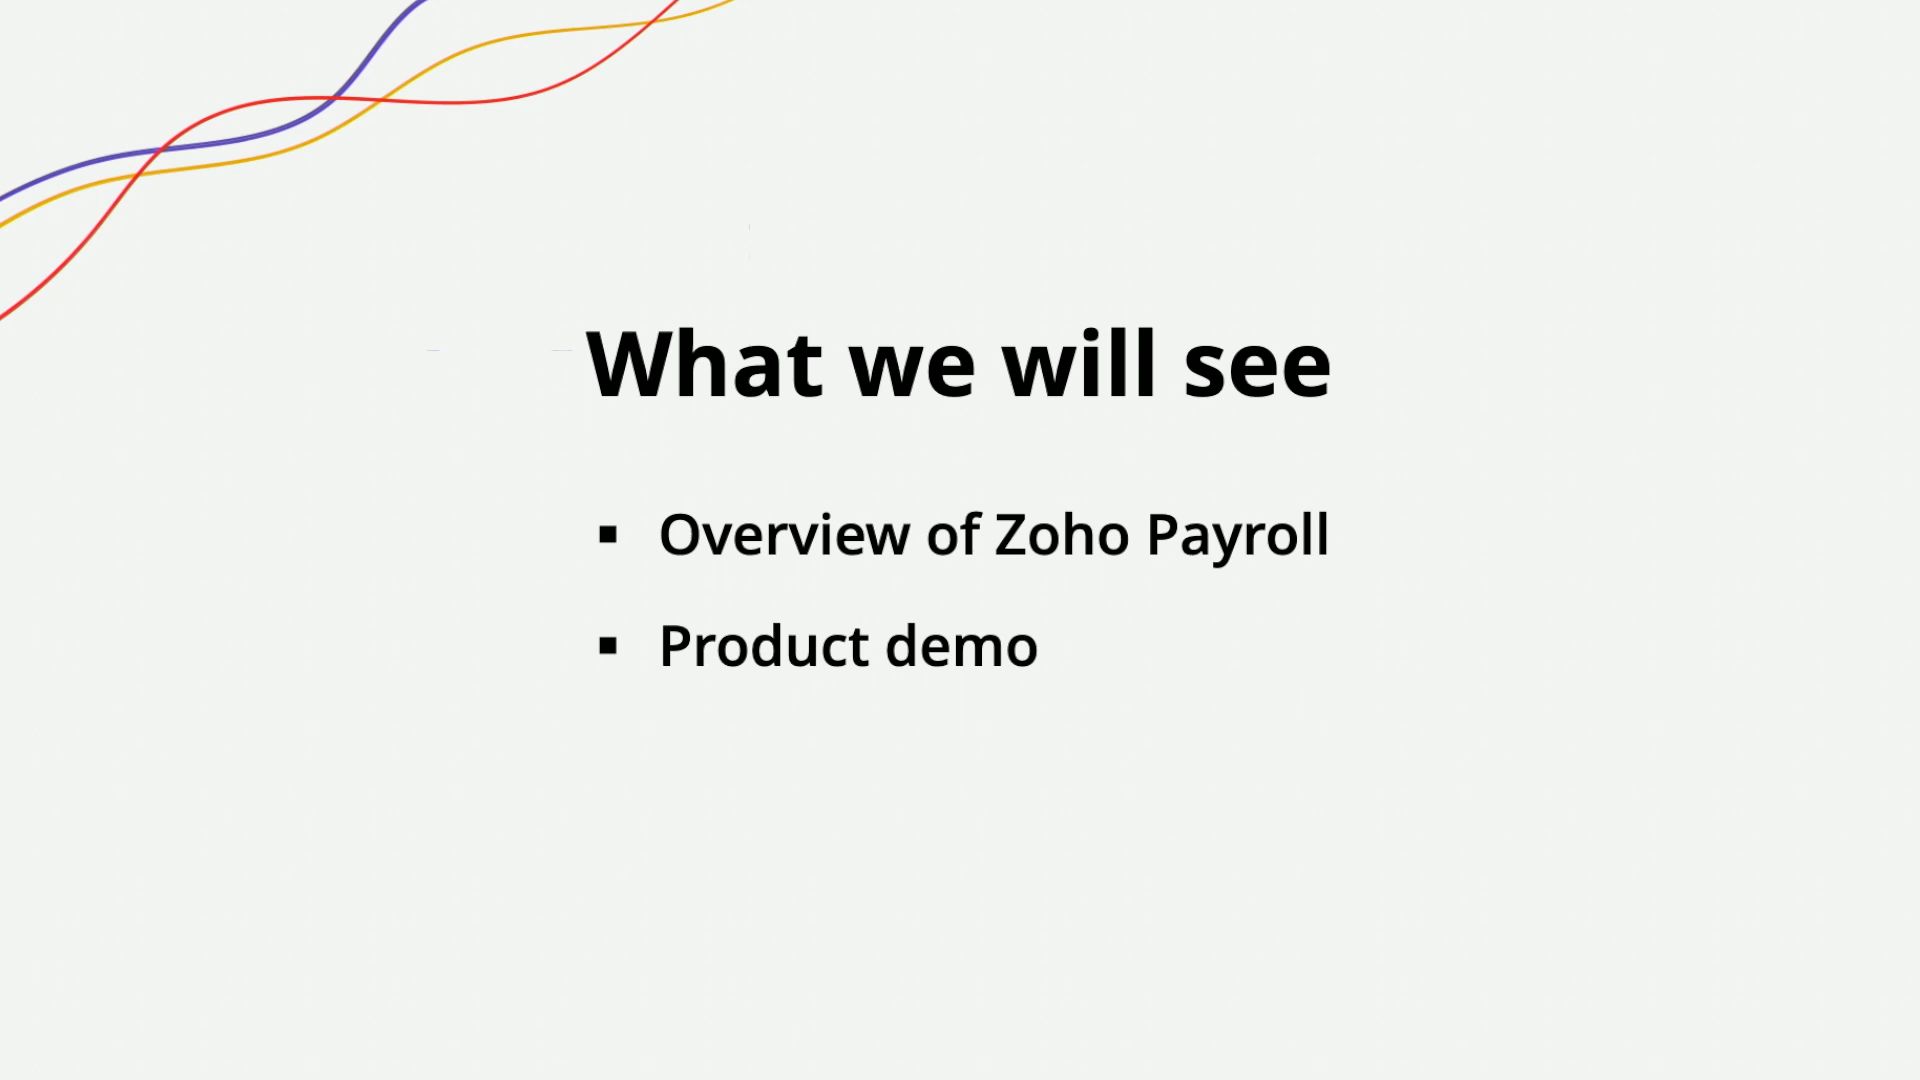 What we will see
▪ Overview of Zoho Payroll
▪ Product demo